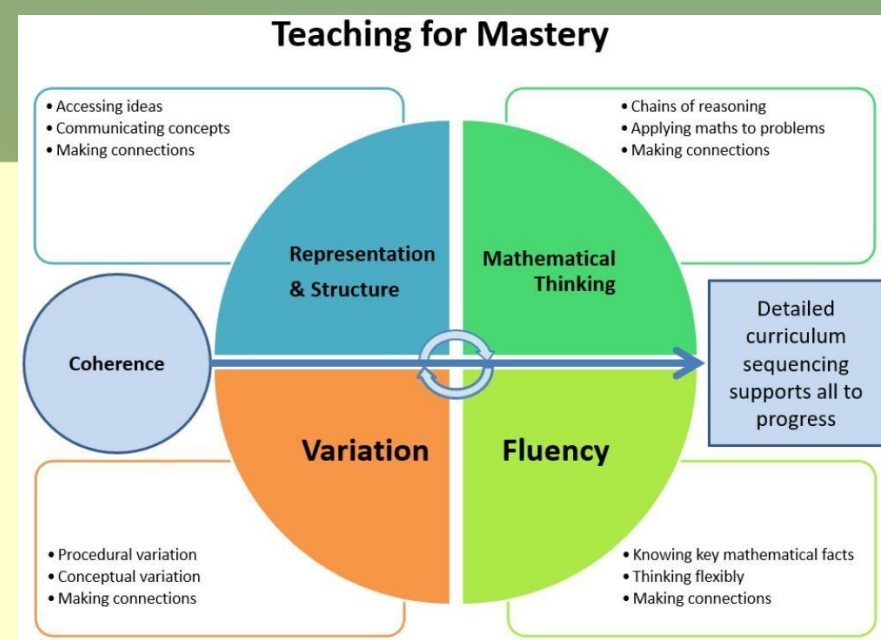 Teaching for Mastery
• Accessing ideas
• Communicating concepts
• Making connections
• Chains of reasoning
• Applying maths to problems
• Making connections
Representation
& Structure
Mathematical
Thinking
Coherence
Detailed
curriculum
sequencing
supports all to
progress
Variation
Fluency
• Procedural variation
• Conceptual variation
• Making connections
• Knowing key mathematical facts
• Thinking flexibly
• Making connections